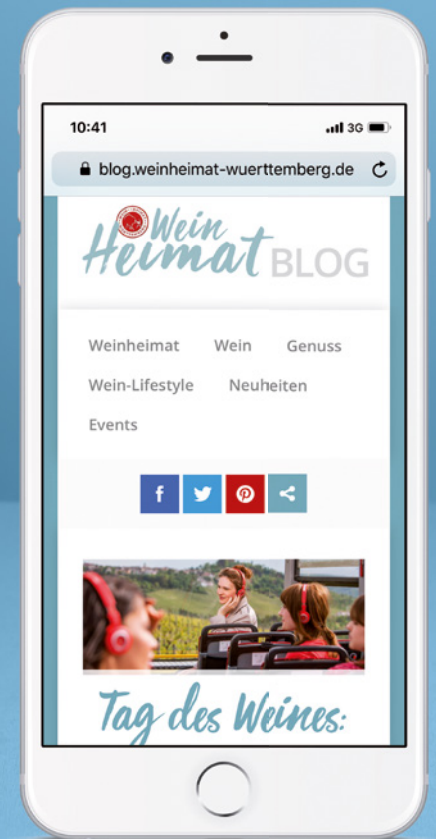 10:41 3G
blog.weinheimat-wuerttemberg.de
Wein
Heimat BLOG
Weinheimat Wein Genuss
Wein-Lifestyle Neuheiten
Events
Tag des Weines: